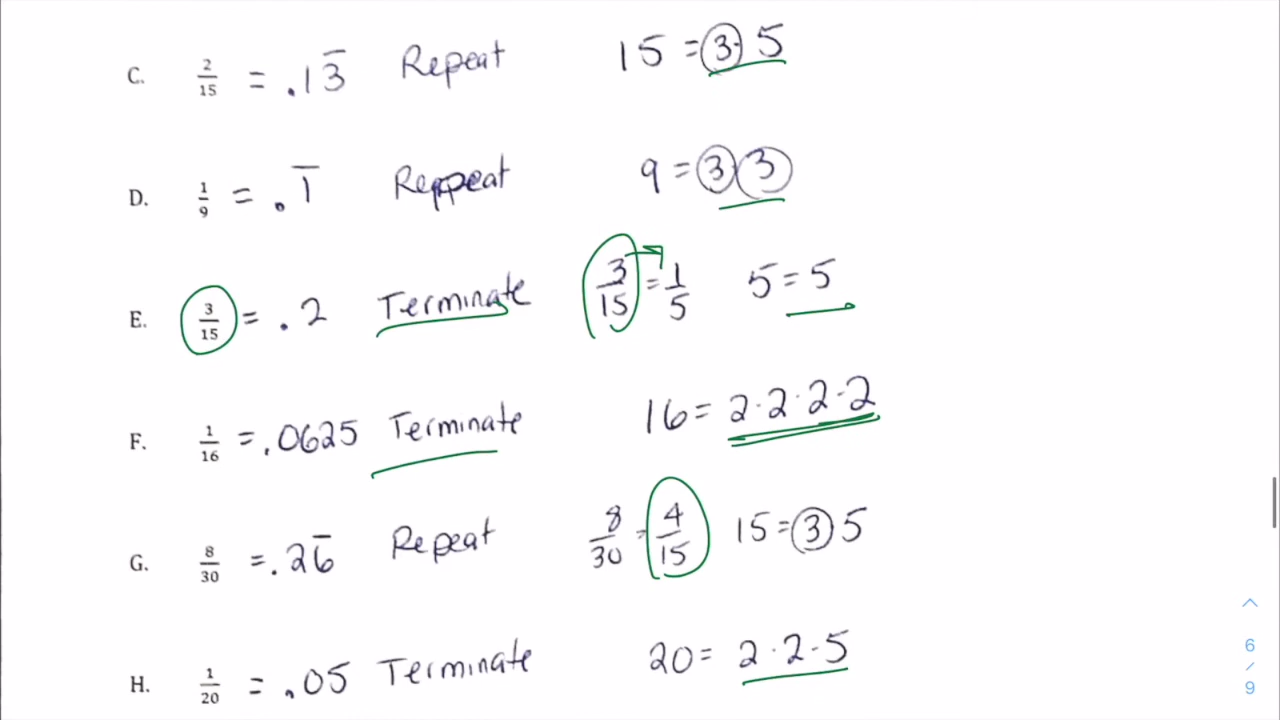 C. 2/15 = .13̅ Repeat 15 = 3·5
D. 1/9 = .1̅ Reppeat 9 = 3·3
E. 3/15 = .2 Terminate 3/15 = 1/5 5 = 5
F. 1/16 = .0625 Terminate 16 = 2·2·2·2
G. 8/30 = .26̅ Repeat 8/30 = 4/15 15 = 3 5
H. 1/20 = .05 Terminate 20 = 2·2·5
6
/
9